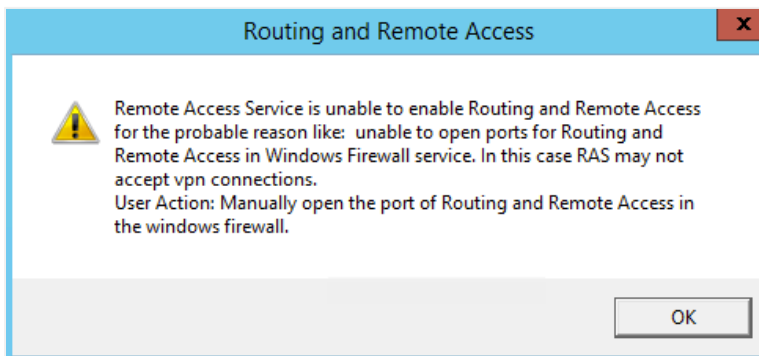 Routing and Remote Access
x
Remote Access Service is unable to enable Routing and Remote Access
for the probable reason like:  unable to open ports for Routing and
Remote Access in Windows Firewall service. In this case RAS may not
accept vpn connections.
User Action: Manually open the port of Routing and Remote Access in
the windows firewall.
OK